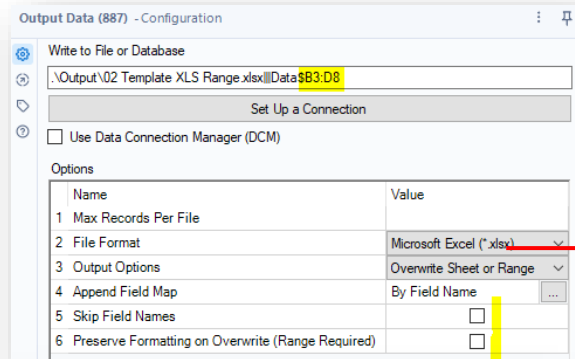 Output Data (887) - Configuration
Write to File or Database
.\Output\02 Template XLS Range.xlsx|||Data$B3:D8
Set Up a Connection
Use Data Connection Manager (DCM)
Options
Name Value
1 Max Records Per File
2 File Format Microsoft Excel (*.xlsx)
3 Output Options Overwrite Sheet or Range
4 Append Field Map By Field Name ...
5 Skip Field Names
6 Preserve Formatting on Overwrite (Range Required)